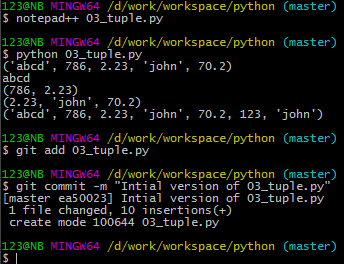 123@NB MINGW64 /d/work/workspace/python (master)
$ notepad++ 03_tuple.py
123@NB MINGW64 /d/work/workspace/python (master)
$ python 03_tuple.py
('abcd', 786, 2.23, 'john', 70.2)
abcd
(786, 2.23)
(2.23, 'john', 70.2)
('abcd', 786, 2.23, 'john', 70.2, 123, 'john')
123@NB MINGW64 /d/work/workspace/python (master)
$ git add 03_tuple.py
123@NB MINGW64 /d/work/workspace/python (master)
$ git commit -m "Intial version of 03_tuple.py"
[master ea50023] Intial version of 03_tuple.py
1 file changed, 10 insertions(+)
create mode 100644 03_tuple.py
123@NB MINGW64 /d/work/workspace/python (master)
$